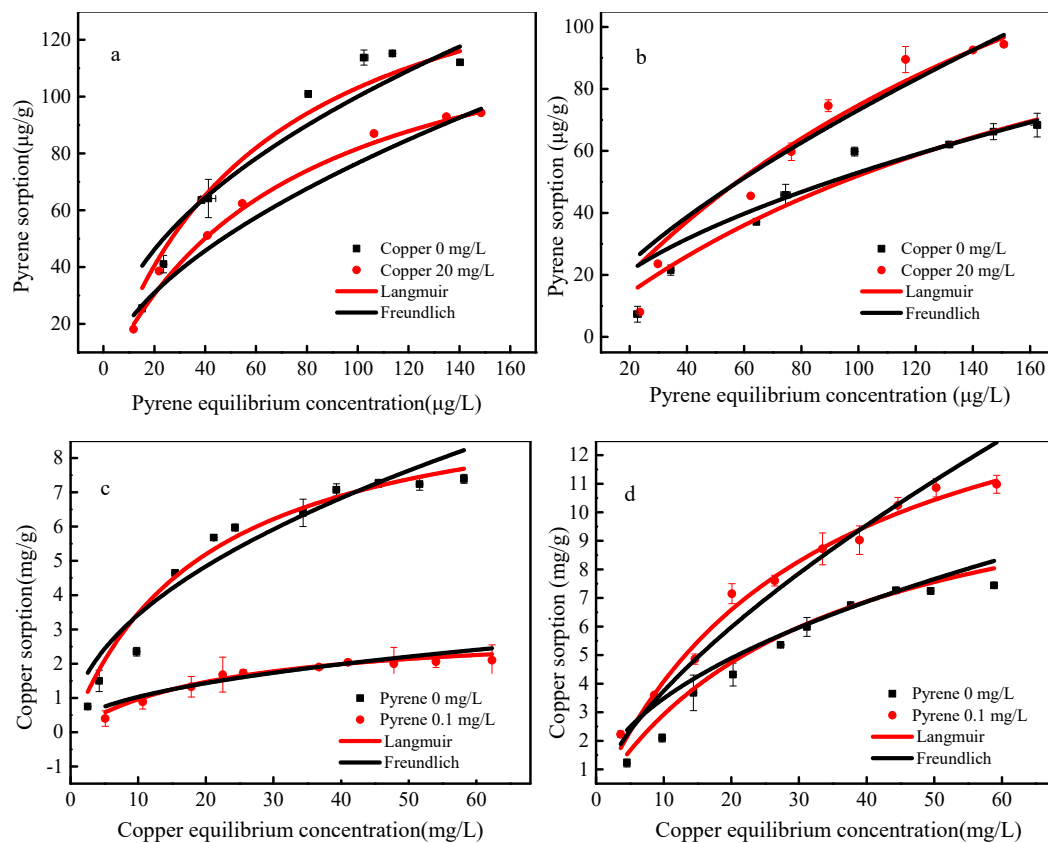 a
Pyrene sorption(μg/g)
120
100
80
60
40
20
Copper 0 mg/L
Copper 20 mg/L
Langmuir
Freundlich
0 20 40 60 80 100 120 140 160
Pyrene equilibrium concentration(μg/L)
b
Pyrene sorption (μg/g)
100
80
60
40
20
0
Copper 0 mg/L
Copper 20 mg/L
Langmuir
Freundlich
20 40 60 80 100 120 140 160
Pyrene equilibrium concentration (μg/L)
c
Copper sorption(mg/g)
8
7
6
5
4
3
2
1
0
-1
Pyrene 0 mg/L
Pyrene 0.1 mg/L
Langmuir
Freundlich
0 10 20 30 40 50 60
Copper equilibrium concentration(mg/L)
d
Copper sorption (mg/g)
12
11
10
9
8
7
6
5
4
3
2
1
Pyrene 0 mg/L
Pyrene 0.1 mg/L
Langmuir
Freundlich
0 10 20 30 40 50 60
Copper equilibrium concentration(mg/L)